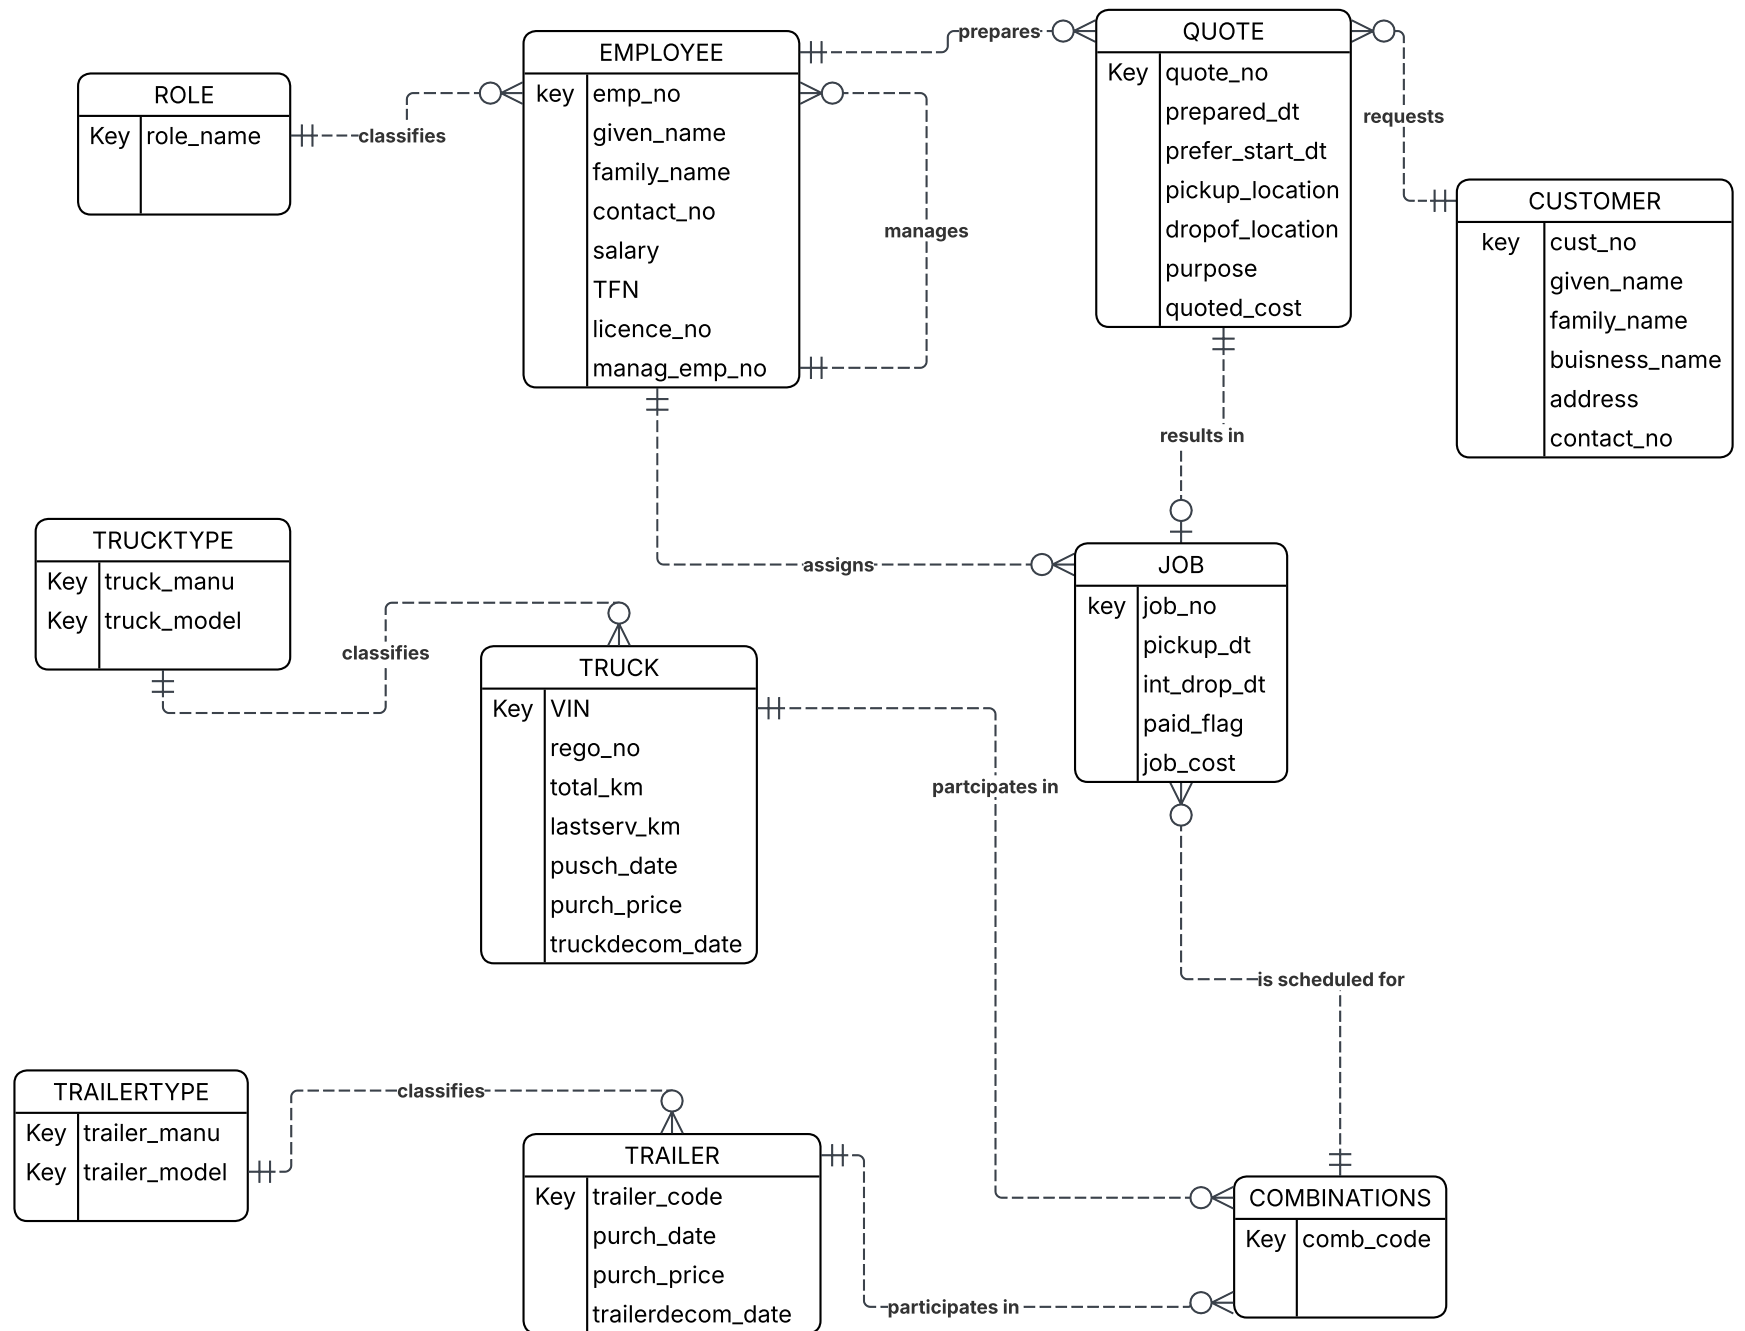 prepares
QUOTE
Key quote_no
prepared_dt
prefer_start_dt
pickup_location
dropof_location
purpose
quoted_cost
requests
EMPLOYEE
key emp_no
given_name
family_name
contact_no
salary
TFN
licence_no
manag_emp_no
manages
ROLE
Key role_name
classifies
CUSTOMER
key cust_no
given_name
family_name
buisness_name
address
contact_no
results in
TRUCKTYPE
Key truck_manu
Key truck_model
classifies
assigns
JOB
key job_no
pickup_dt
int_drop_dt
paid_flag
job_cost
TRUCK
Key VIN
rego_no
total_km
lastserv_km
pusch_date
purch_price
truckdecom_date
partcipates in
is scheduled for
TRAILERTYPE
Key trailer_manu
Key trailer_model
classifies
TRAILER
Key trailer_code
purch_date
purch_price
trailerdecom_date
participates in
COMBINATIONS
Key comb_code